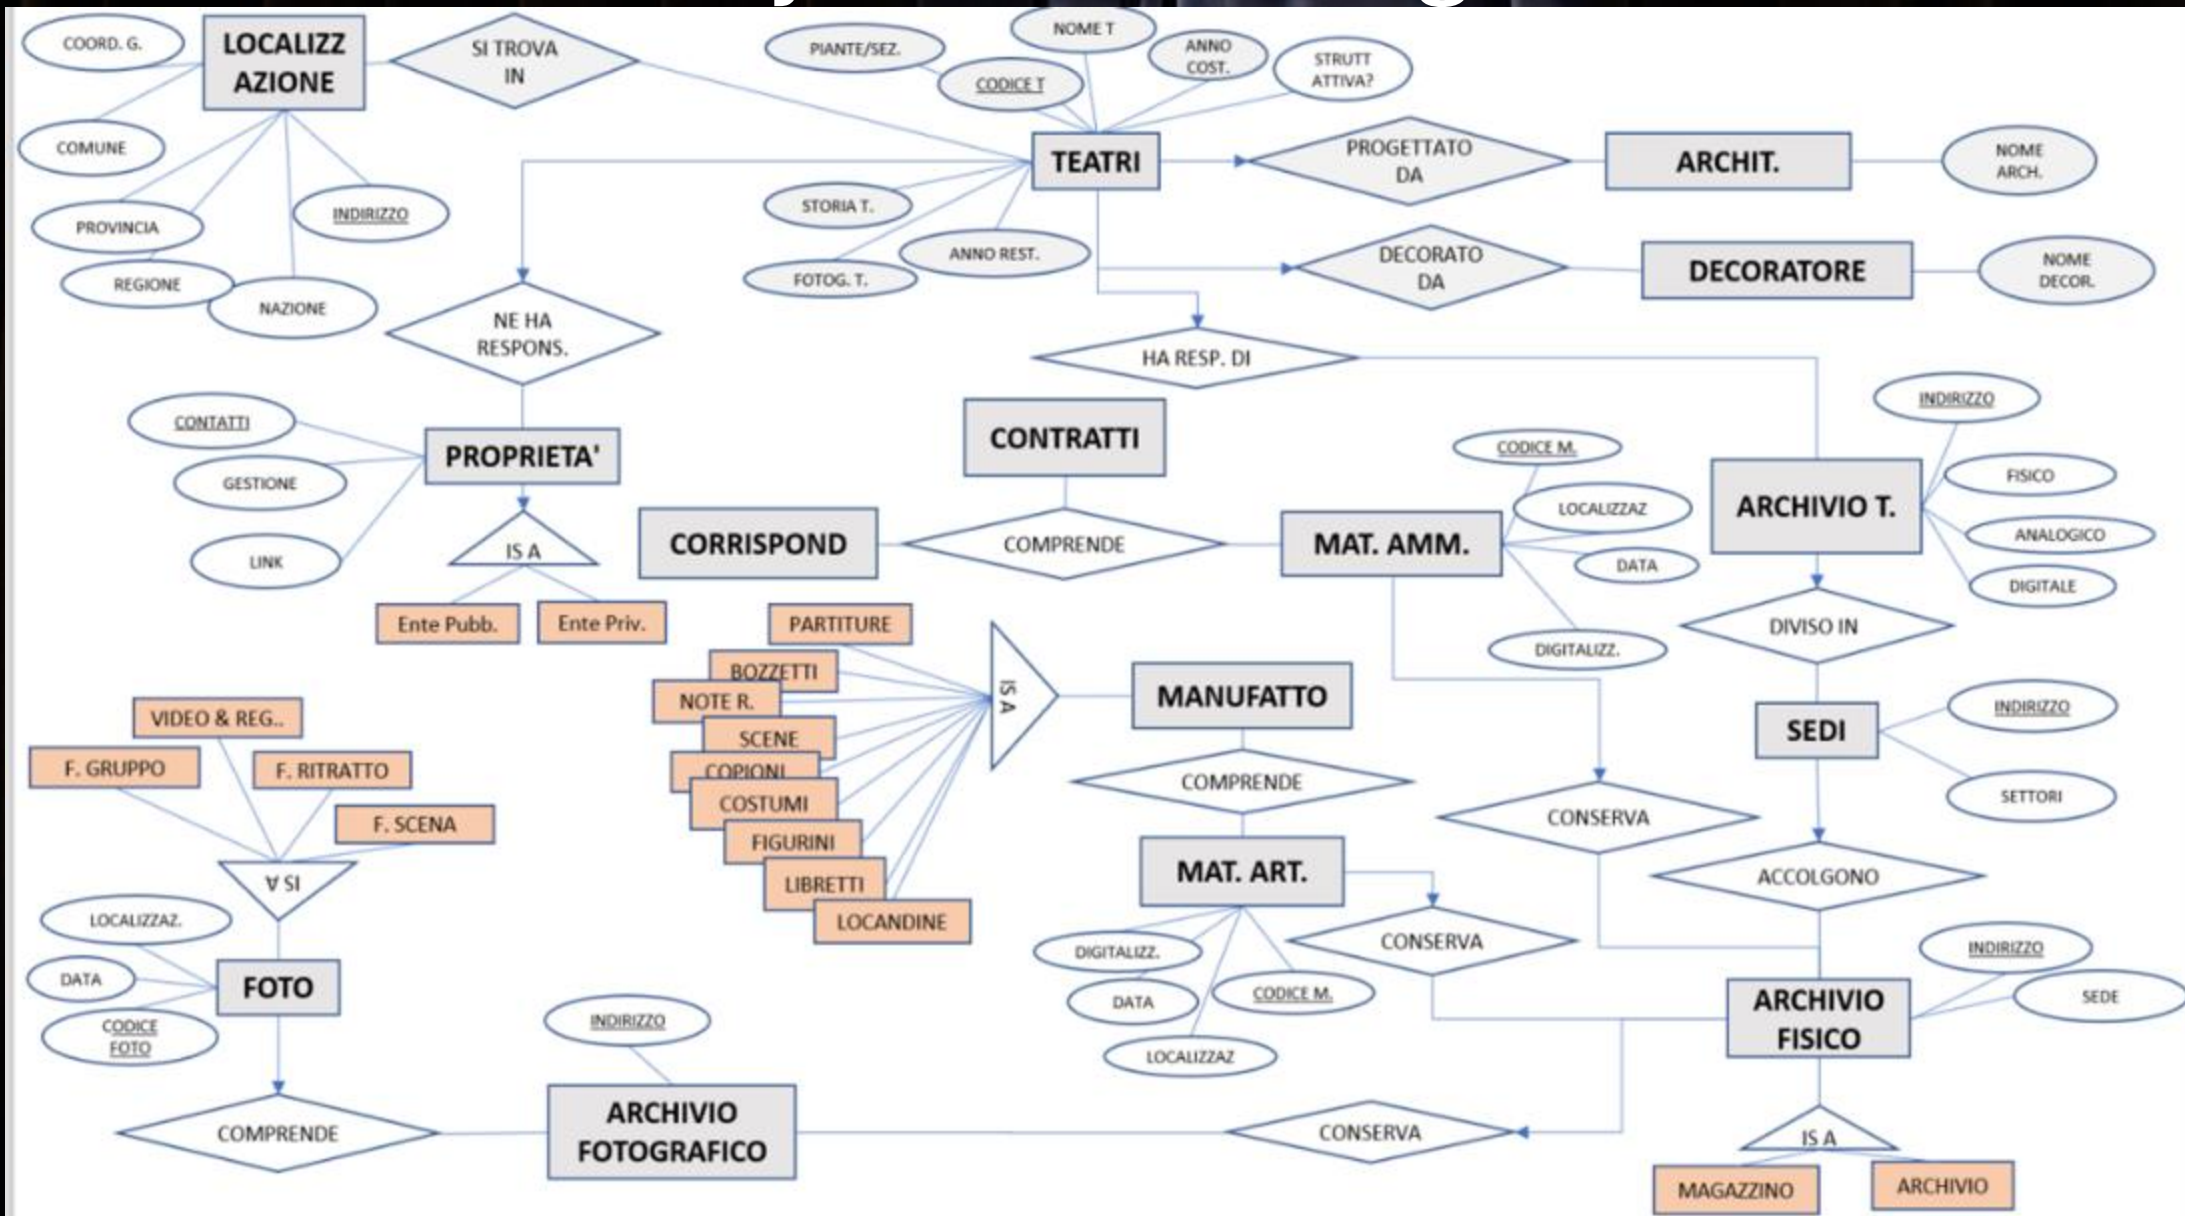 COORD. G.
LOCALIZZ
AZIONE
SI TROVA
IN
PIANTE/SEZ.
NOME T
CODICE T
ANNO
COST.
STRUTT
ATTIVA?
COMUNE
TEATRI
PROGETTATO
DA
ARCHIT.
NOME
ARCH.
PROVINCIA
INDIRIZZO
STORIA T.
REGIONE
NAZIONE
ANNO REST.
FOTOG. T.
DECORATO
DA
DECORATORE
NOME
DECOR.
NE HA
RESPONS.
HA RESP. DI
CONTATTI
GESTIONE
LINK
PROPRIETA'
IS A
Ente Pubb.
Ente Priv.
CONTRATTI
CORRISPOND
COMPRENDE
MAT. AMM.
CODICE M.
LOCALIZZAZ
DATA
DIGITALIZZ.
INDIRIZZO
ARCHIVIO T.
FISICO
ANALOGICO
DIGITALE
DIVISO IN
PARTITURE
BOZZETTI
NOTE R.
SCENE
COPIONI
COSTUMI
FIGURINI
LIBRETTI
LOCANDINE
IS A
MANUFATTO
COMPRENDE
MAT. ART.
CONSERVA
SEDI
INDIRIZZO
SETTORI
ACCOLGONO
VIDEO & REG..
F. GRUPPO
F. RITRATTO
F. SCENA
IS A
LOCALIZZAZ.
DATA
CODICE
FOTO
FOTO
DIGITALIZZ.
DATA
CODICE M.
LOCALIZZAZ
CONSERVA
INDIRIZZO
SEDE
ARCHIVIO
FISICO
COMPRENDE
INDIRIZZO
ARCHIVIO
FOTOGRAFICO
CONSERVA
IS A
MAGAZZINO
ARCHIVIO